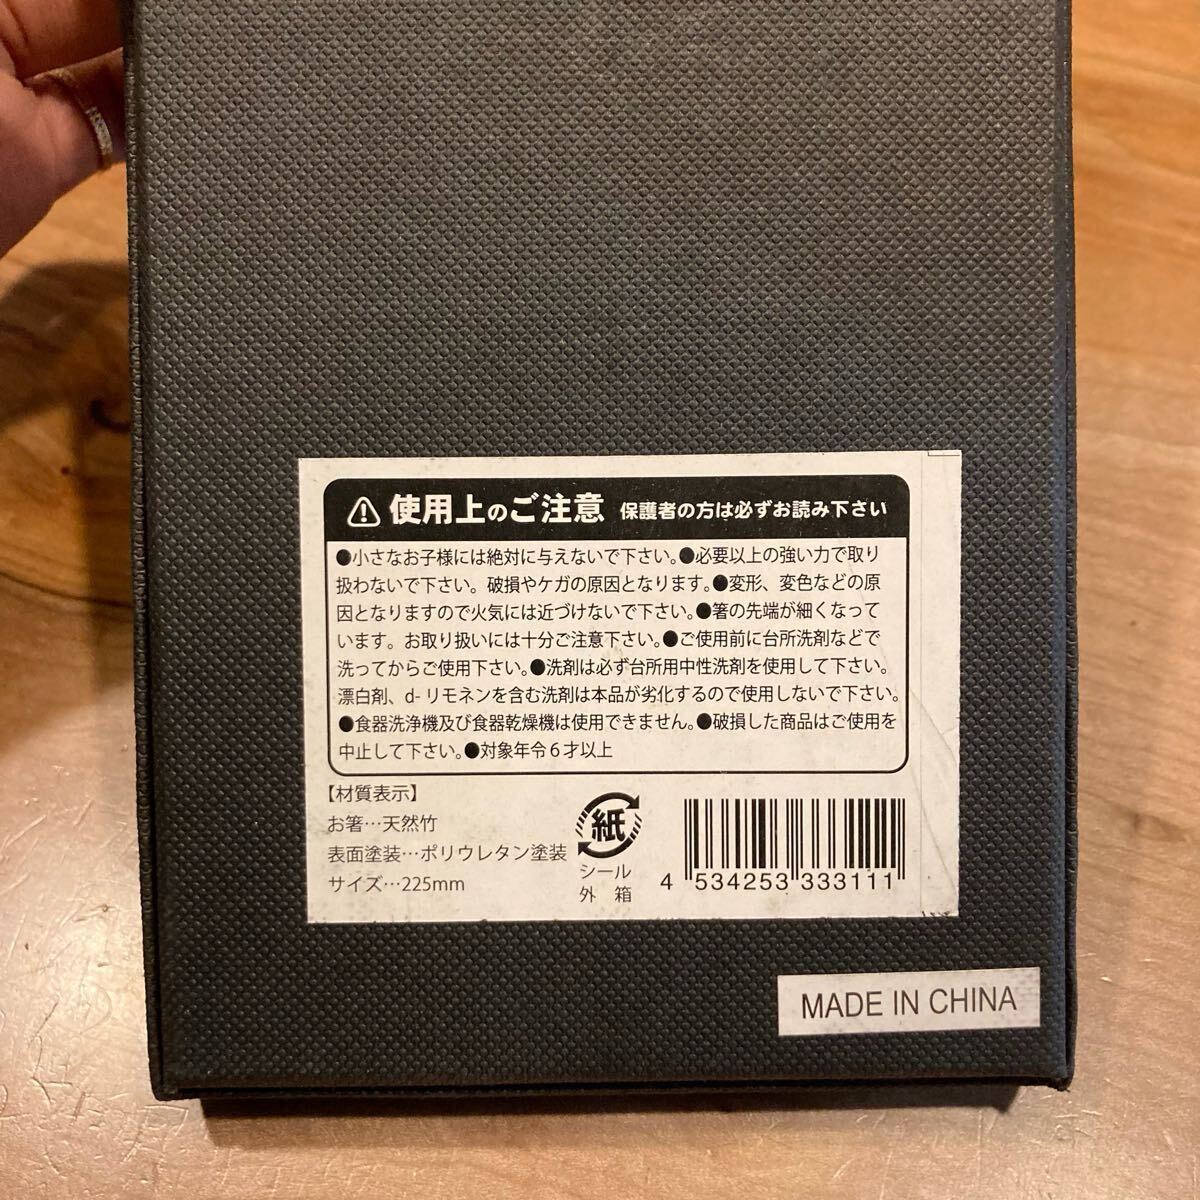 使用上のご注意 保護者の方は必ずお読み下さい
●小さなお子様には絶対に与えないで下さい。●必要以上の強い力で取り
扱わないで下さい。破損やケガの原因となります。●変形、変色などの原
因となりますので火気には近づけないで下さい。●箸の先端が細くなって
います。お取り扱いには十分ご注意下さい。●ご使用前に台所洗剤などで
洗ってからご使用下さい。●洗剤は必ず台所用中性洗剤を使用して下さい。
漂白剤、d-リモネンを含む洗剤は本品が劣化するので使用しないで下さい。
●食器洗浄機及び食器乾燥機は使用できません。●破損した商品はご使用を
中止して下さい。●対象年令6才以上
【材質表示】
お箸…天然竹
表面塗装…ポリウレタン塗装
サイズ…225mm
紙
シール
外 箱
4 534253 333111
MADE IN CHINA